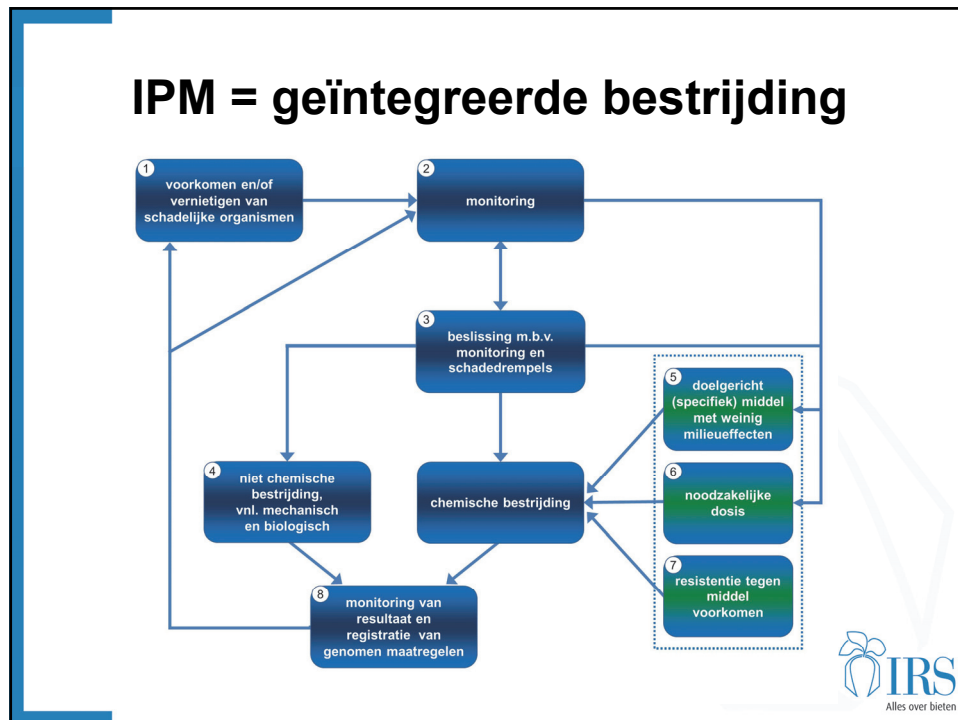 IPM = geïntegreerde bestrijding
1
voorkomen en/of
vernietigen van
schadelijke organismen
2
monitoring
3
beslissing m.b.v.
monitoring en
schadedrempels
4
niet chemische
bestrijding,
vnl. mechanisch
en biologisch
chemische bestrijding
5
doelgericht
(specifiek) middel
met weinig
milieueffecten
6
noodzakelijke
dosis
7
resistentie tegen
middel
voorkomen
8
monitoring van
resultaat en
registratie van
genomen maatregelen
IRS
Alles over bieten